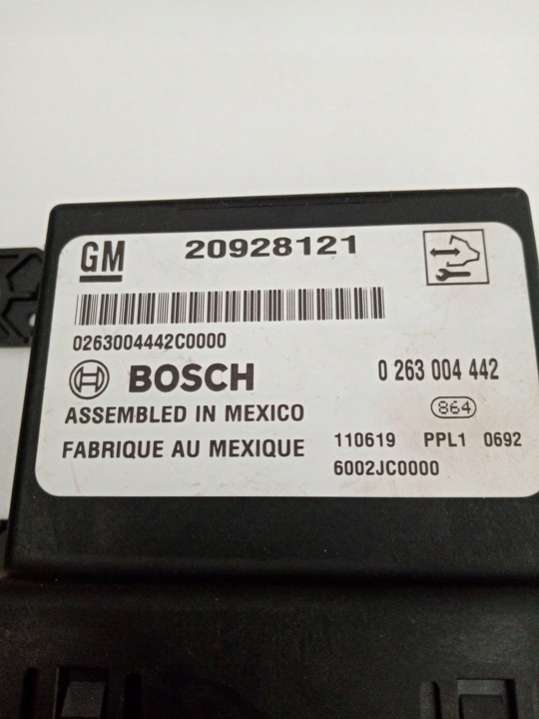 GM 20928121
0263004442C0000
BOSCH 0 263 004 442
ASSEMBLED IN MEXICO 864
FABRIQUE AU MEXIQUE 110619 PPL1 0692
6002JC0000